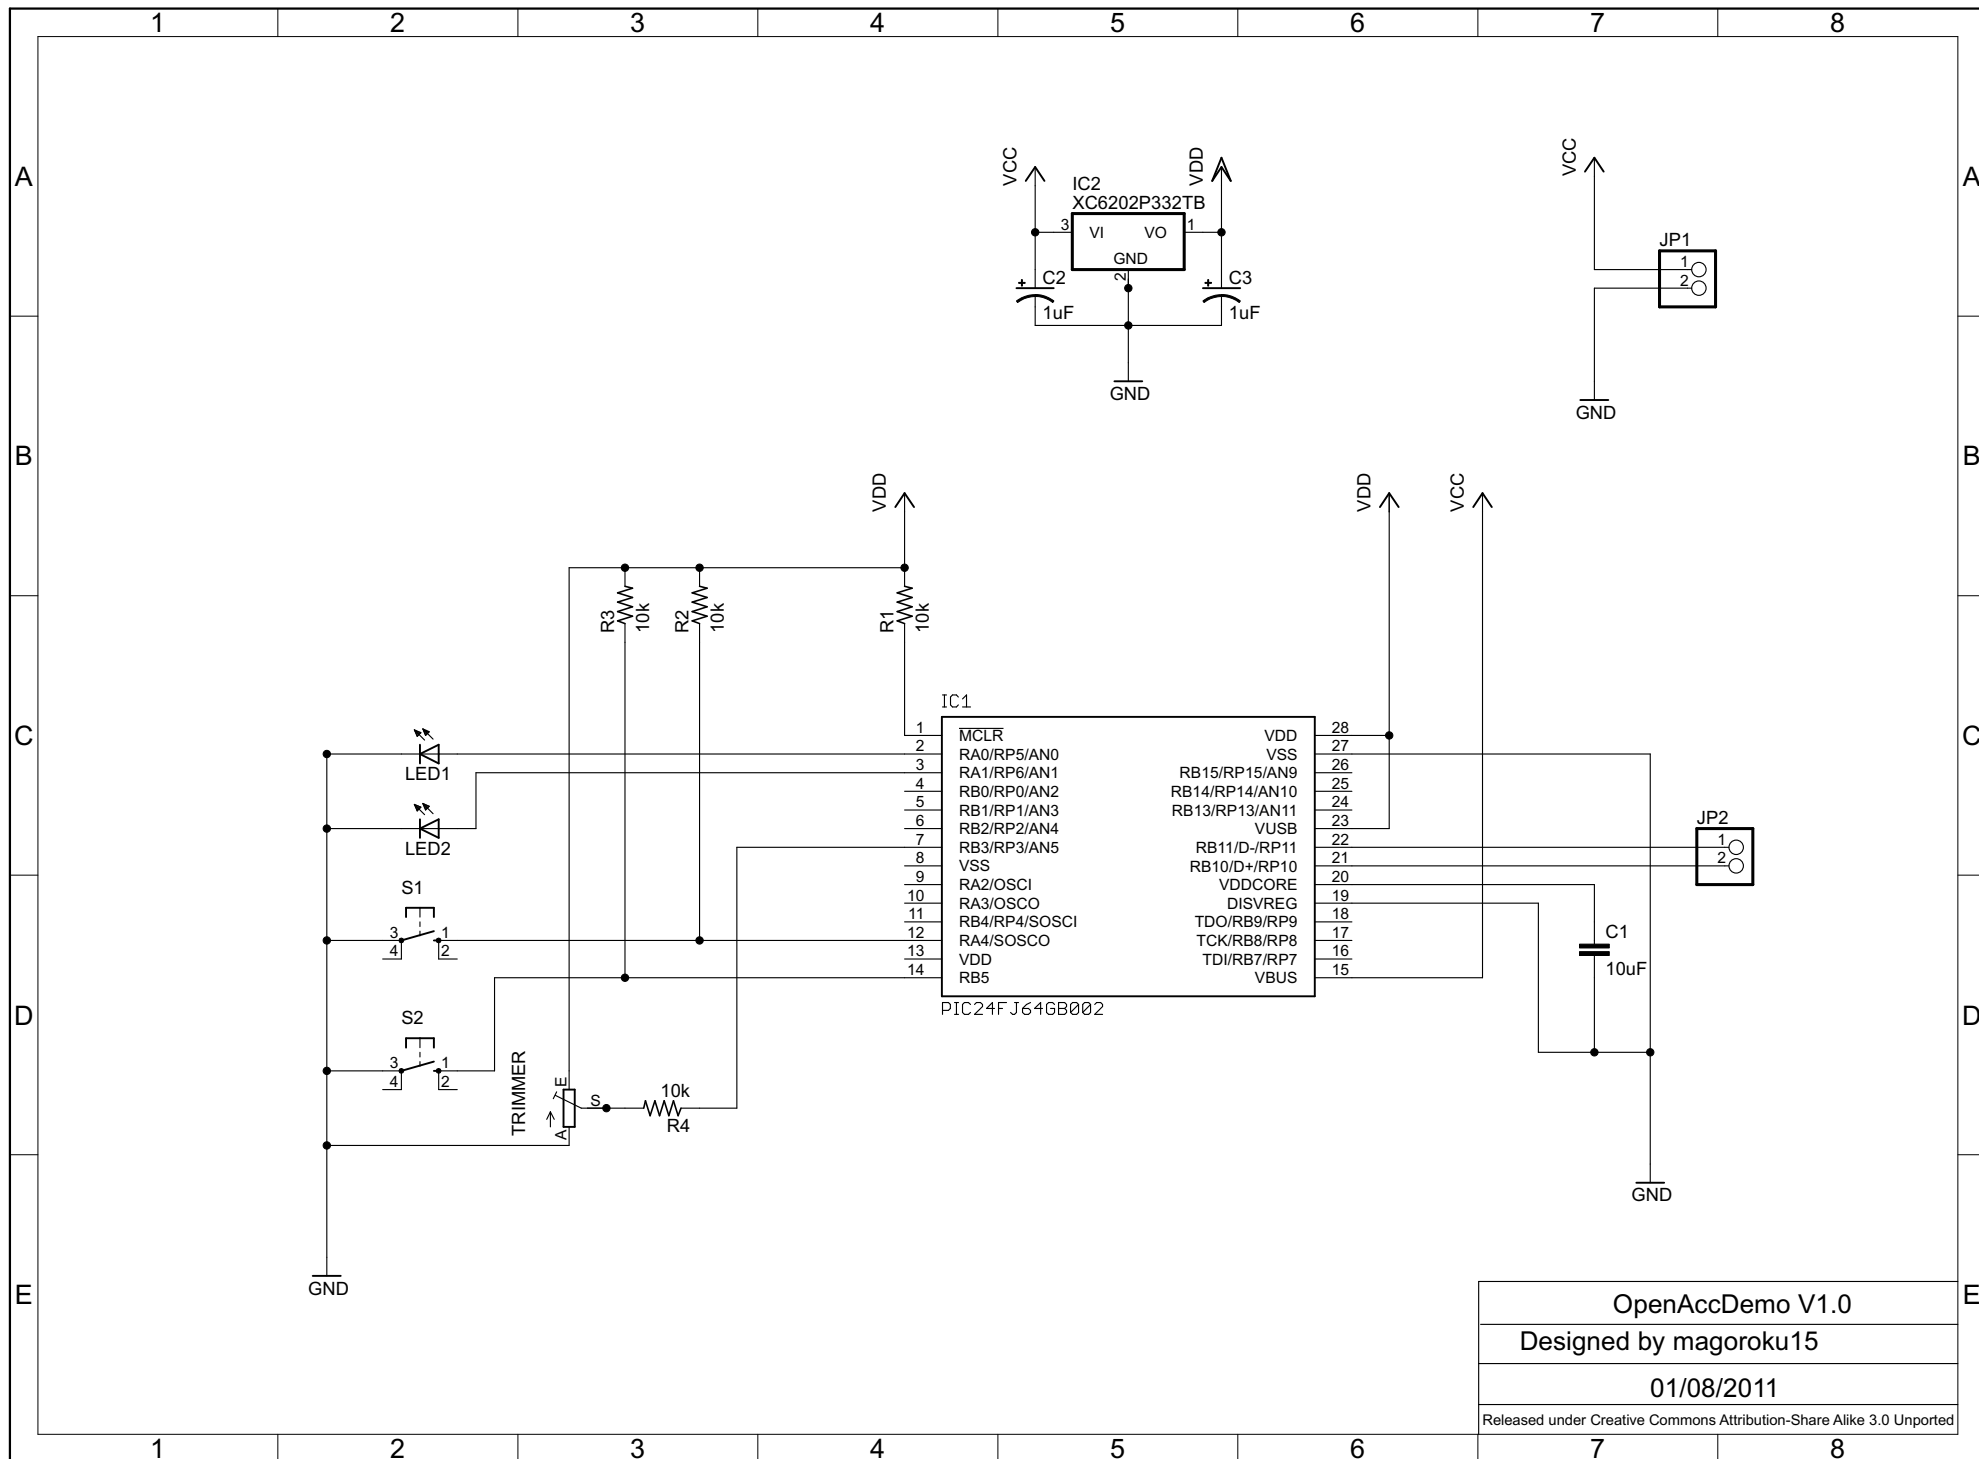 1 2 3 4 5 6 7 8
A A
VCC
VDD
VCC
IC2
XC6202P332TB
3 VI VO 1
GND
2
+ C2
1uF
+ C3
1uF
GND
JP1
1
2
GND
B B
VDD
VDD
VCC
R3 10k
R2 10k
R1 10k
IC1
C C
1 MCLR VDD 28
2 RA0/RP5/AN0 VSS 27
3 RA1/RP6/AN1 RB15/RP15/AN9 26
4 RB0/RP0/AN2 RB14/RP14/AN10 25
5 RB1/RP1/AN3 RB13/RP13/AN11 24
6 RB2/RP2/AN4 VUSB 23
7 RB3/RP3/AN5 RB11/D-/RP11 22
8 VSS RB10/D+/RP10 21
9 RA2/OSCI VDDCORE 20
10 RA3/OSCO DISVREG 19
11 RB4/RP4/SOSCI TDO/RB9/RP9 18
12 RA4/SOSCO TCK/RB8/RP8 17
13 VDD TDI/RB7/RP7 16
14 RB5 VBUS 15
PIC24FJ64GB002
LED1
LED2
JP2
1
2
S1
3 1
4 2
C1
10uF
D D
S2
3 1
4 2
TRIMMER
E
S
A
10k
R4
GND
GND
E E
OpenAccDemo V1.0
Designed by magoroku15
01/08/2011
Released under Creative Commons Attribution-Share Alike 3.0 Unported
1 2 3 4 5 6 7 8